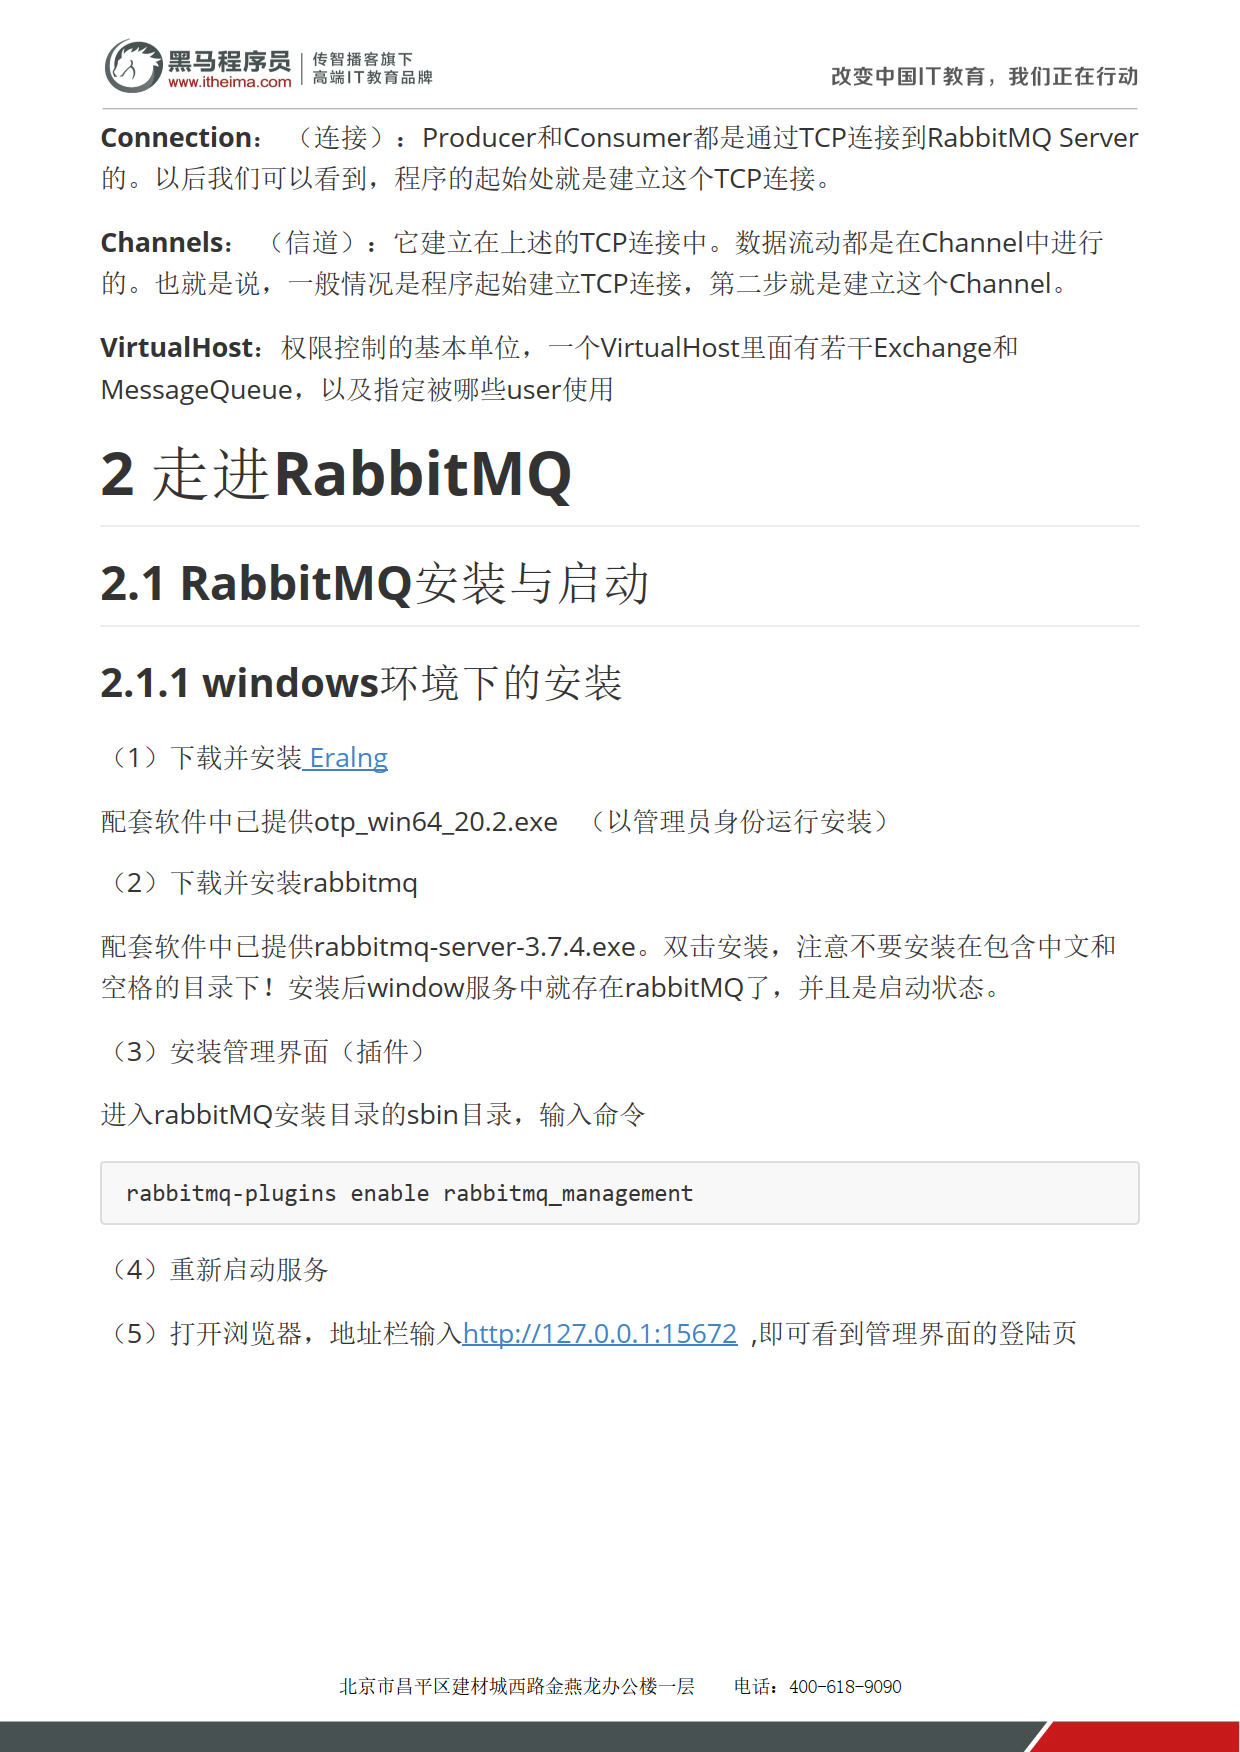 黑马程序员
www.itheima.com
传智播客旗下
高端IT教育品牌
改变中国IT教育，我们正在行动
Connection： （连接）：Producer和Consumer都是通过TCP连接到RabbitMQ Server
的。以后我们可以看到，程序的起始处就是建立这个TCP连接。
Channels： （信道）：它建立在上述的TCP连接中。数据流动都是在Channel中进行
的。也就是说，一般情况是程序起始建立TCP连接，第二步就是建立这个Channel。
VirtualHost：权限控制的基本单位，一个VirtualHost里面有若干Exchange和
MessageQueue，以及指定被哪些user使用
2 走进RabbitMQ
2.1 RabbitMQ安装与启动
2.1.1 windows环境下的安装
（1）下载并安装 Eralng
配套软件中已提供otp_win64_20.2.exe （以管理员身份运行安装）
（2）下载并安装rabbitmq
配套软件中已提供rabbitmq-server-3.7.4.exe。双击安装，注意不要安装在包含中文和
空格的目录下！安装后window服务中就存在rabbitMQ了，并且是启动状态。
（3）安装管理界面（插件）
进入rabbitMQ安装目录的sbin目录，输入命令
rabbitmq-plugins enable rabbitmq_management
（4）重新启动服务
（5）打开浏览器，地址栏输入http://127.0.0.1:15672 ,即可看到管理界面的登陆页
北京市昌平区建材城西路金燕龙办公楼一层 电话：400-618-9090